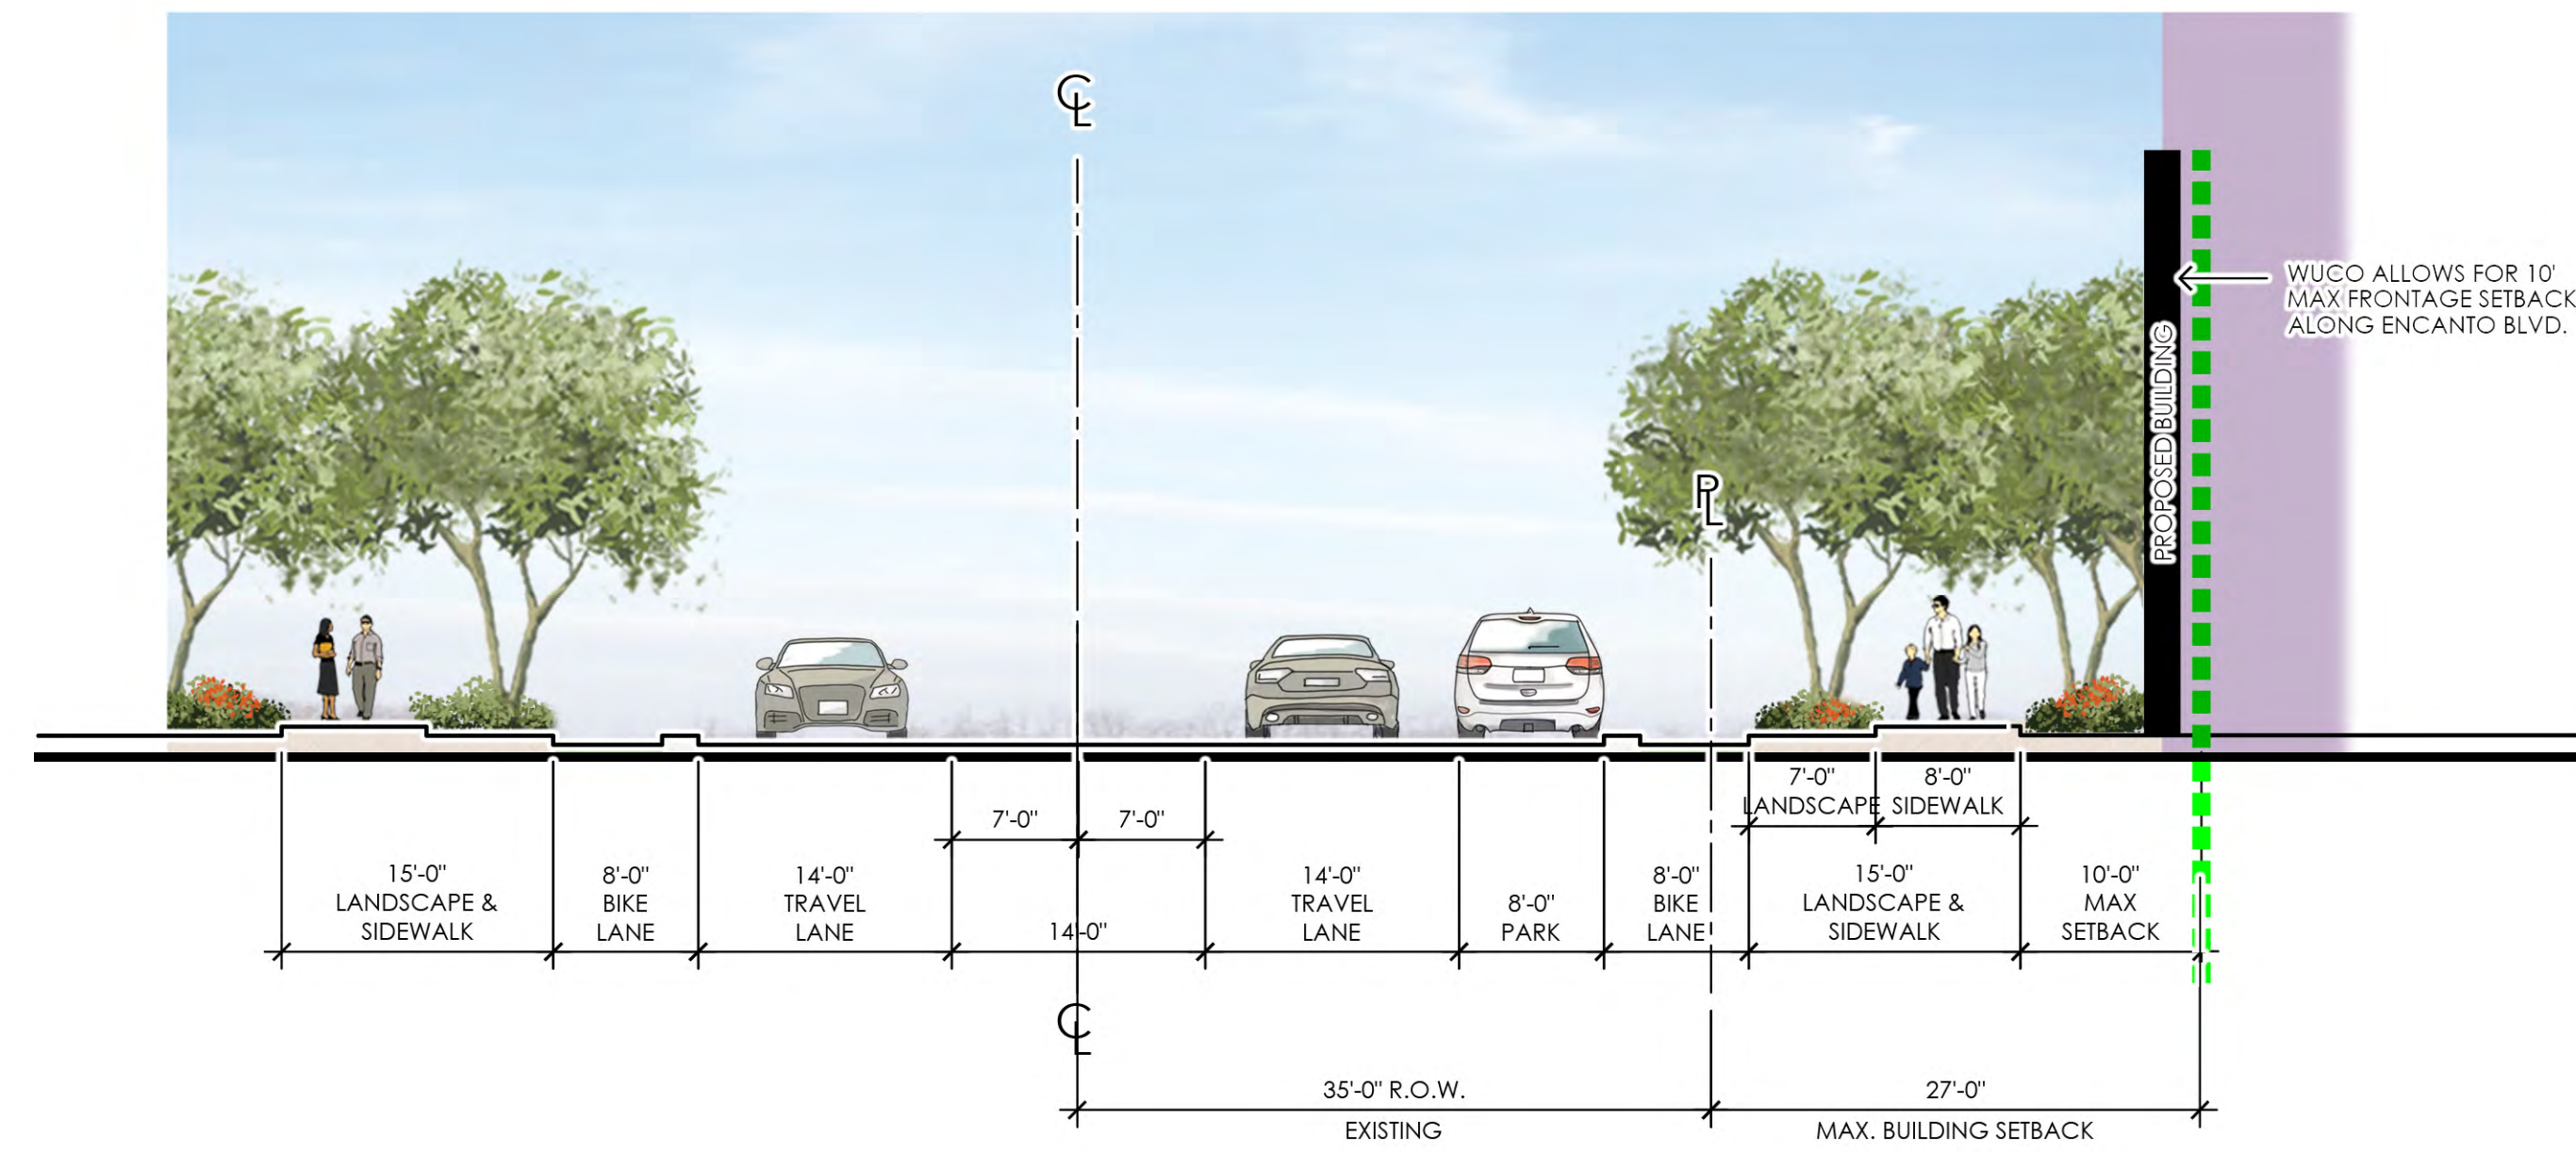 CL
WUCO ALLOWS FOR 10'
MAX FRONTAGE SETBACK
ALONG ENCANTO BLVD.
PROPOSED BUILDING
PL
7'-0"
LANDSCAPE
8'-0"
SIDEWALK
7'-0"
7'-0"
15'-0"
LANDSCAPE &
SIDEWALK
8'-0"
BIKE
LANE
14'-0"
TRAVEL
LANE
14'-0"
14'-0"
TRAVEL
LANE
8'-0"
PARK
8'-0"
BIKE
LANE
15'-0"
LANDSCAPE &
SIDEWALK
10'-0"
MAX
SETBACK
CL
35'-0" R.O.W.
EXISTING
27'-0"
MAX. BUILDING SETBACK